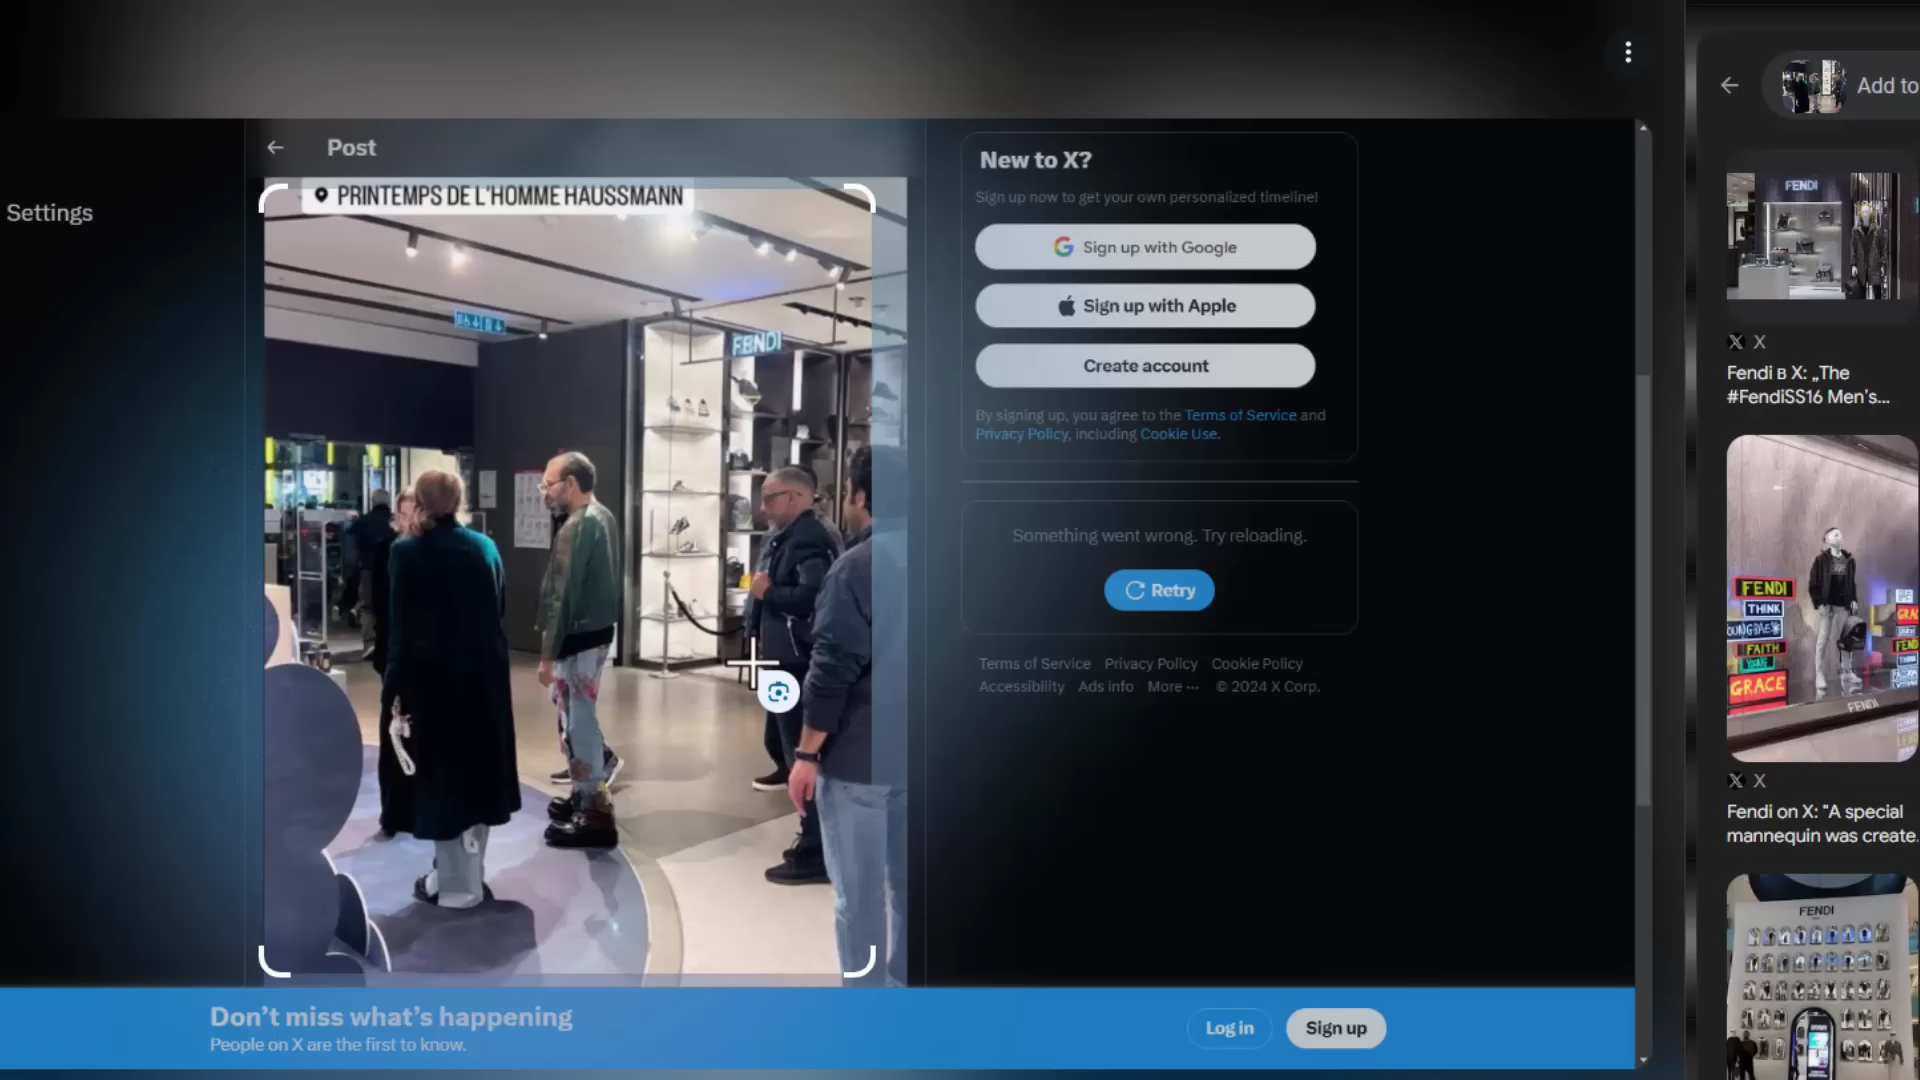 Post
Settings
PRINTEMPS DE L'HOMME HAUSSMANN
FENDI
New to X?
Sign up now to get your own personalized timeline!
Sign up with Google
Sign up with Apple
Create account
By signing up, you agree to the Terms of Service and
Privacy Policy, including Cookie Use.
Something went wrong. Try reloading.
Retry
Terms of Service Privacy Policy Cookie Policy
Accessibility Ads info More ··· © 2024 X Corp.
Don't miss what's happening
People on X are the first to know.
Log in
Sign up
Add to
FENDI
X
Fendi в X: „The
#FendiSS16 Men's...
FENDI
THINK
FAITH
GRACE
FENDI
X
Fendi on X: "A special
mannequin was create.
FENDI